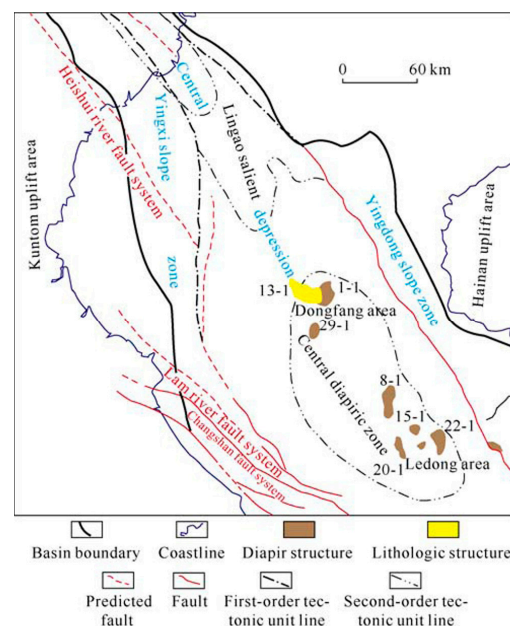 Central
0 60 km
Heishui river fault system
Yingxi slope
zone
Lingao salient
Kuntom uplift area
depression
Yingdong slope zone
Hainan uplift area
13-1
1-1
Dongfang area
29-1
Central diapiric zone
8-1
15-1
22-1
20-1
Ledong area
Lam river fault system
Changshan fault system
Basin boundary Coastline Diapir structure Lithologic structure
Predicted fault Fault First-order tec- Second-order tec-
tonic unit line tonic unit line